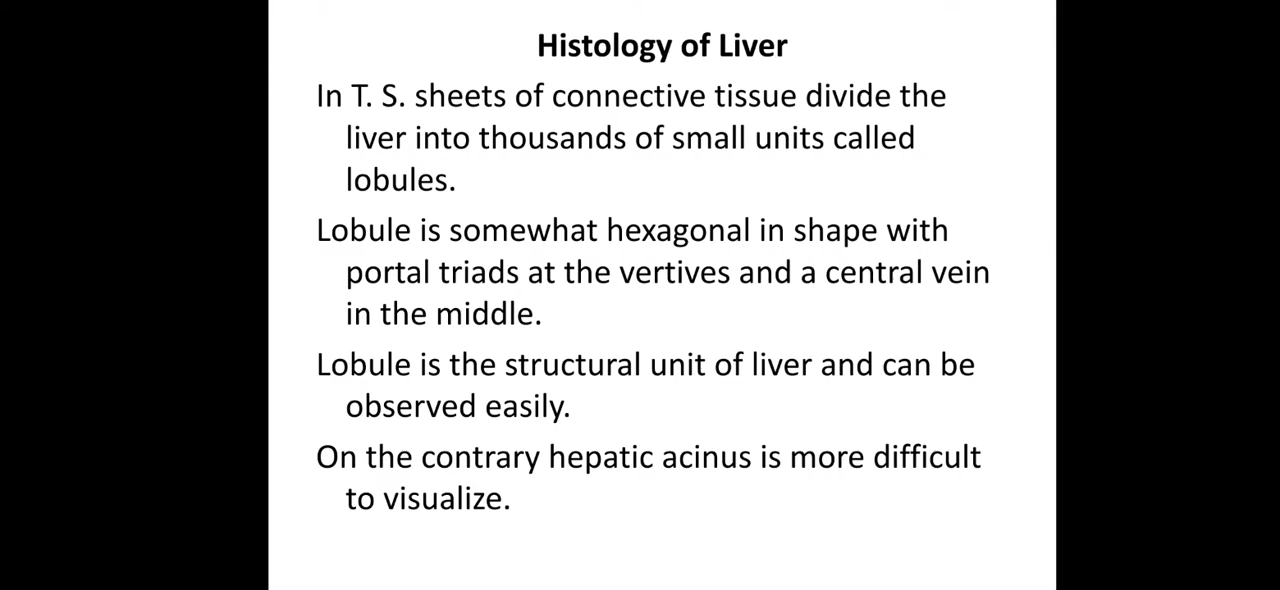 Histology of Liver
In T. S. sheets of connective tissue divide the
liver into thousands of small units called
lobules.
Lobule is somewhat hexagonal in shape with
portal triads at the vertives and a central vein
in the middle.
Lobule is the structural unit of liver and can be
observed easily.
On the contrary hepatic acinus is more difficult
to visualize.